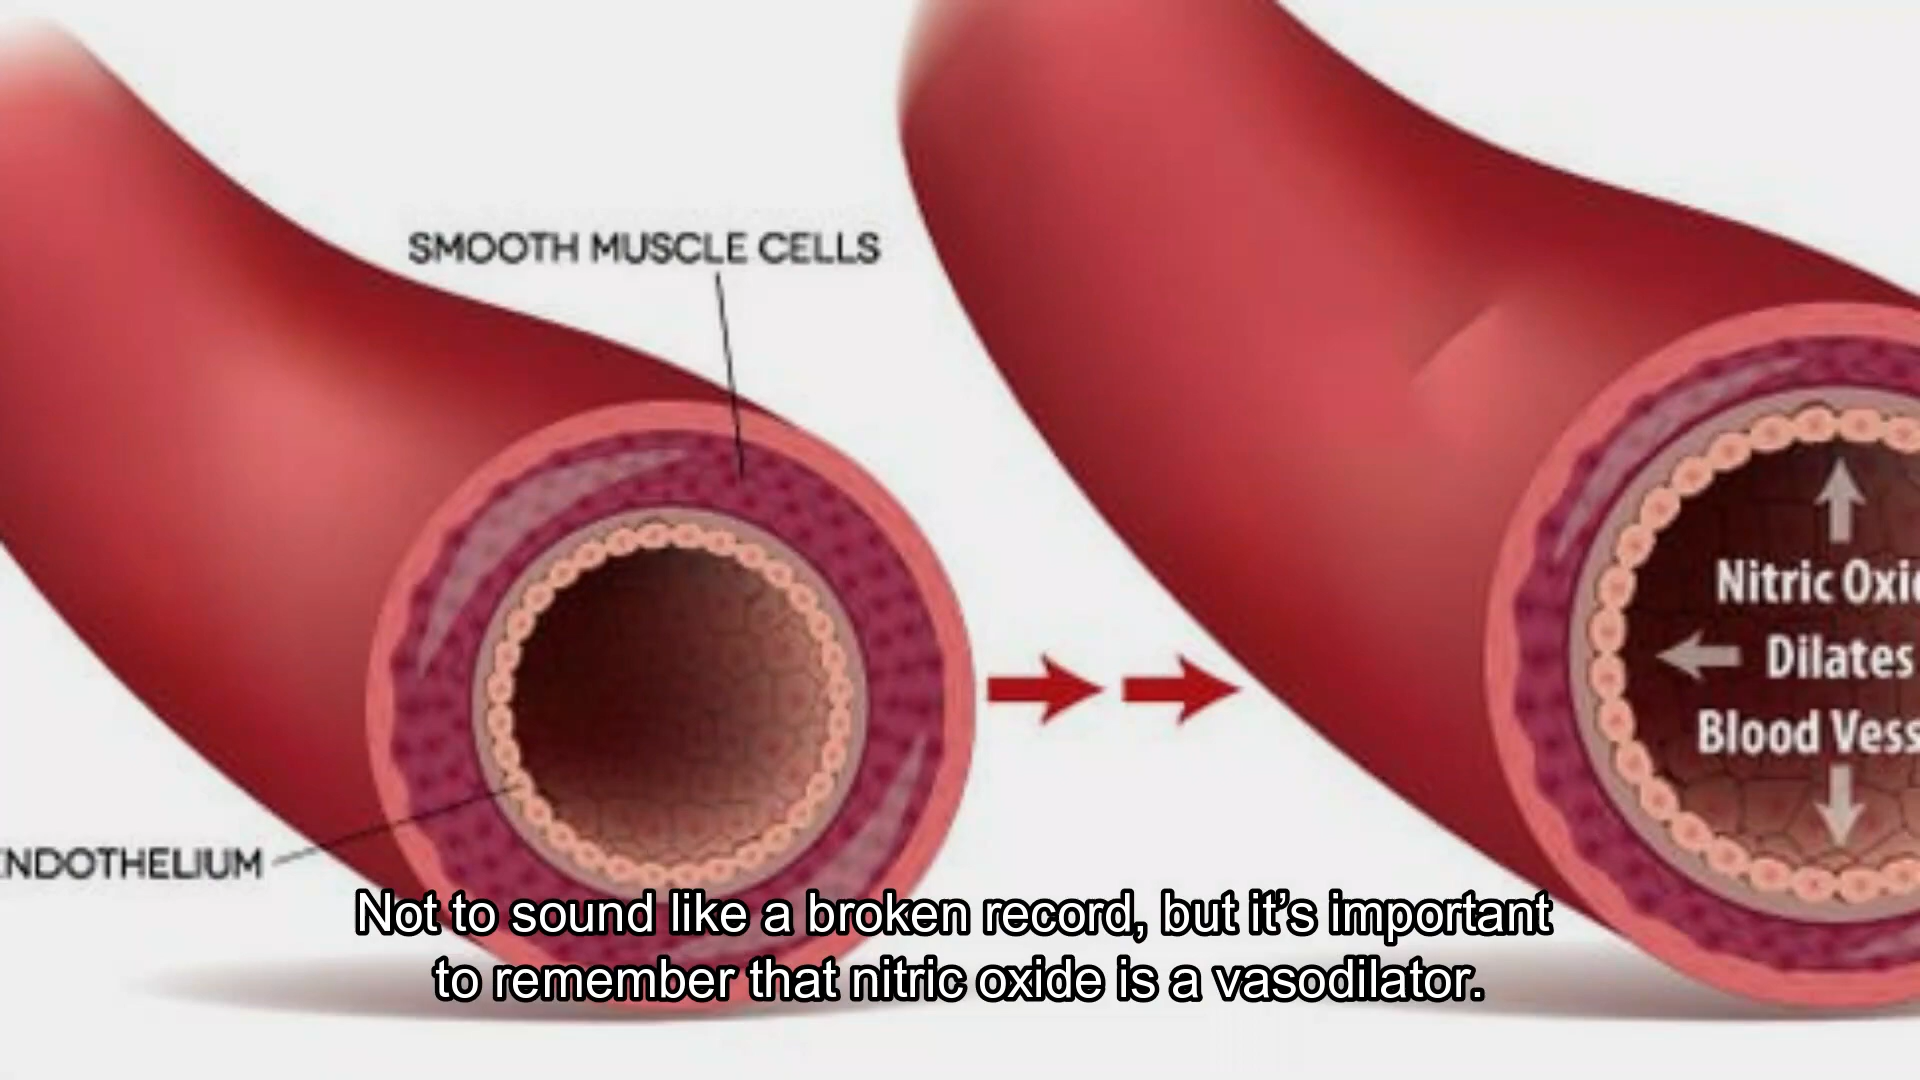 SMOOTH MUSCLE CELLS
Nitric Oxi
Dilates
Blood Vess
NDOTHELIUM
Not to sound like a broken record, but it's important
to remember that nitric oxide is a vasodilator.